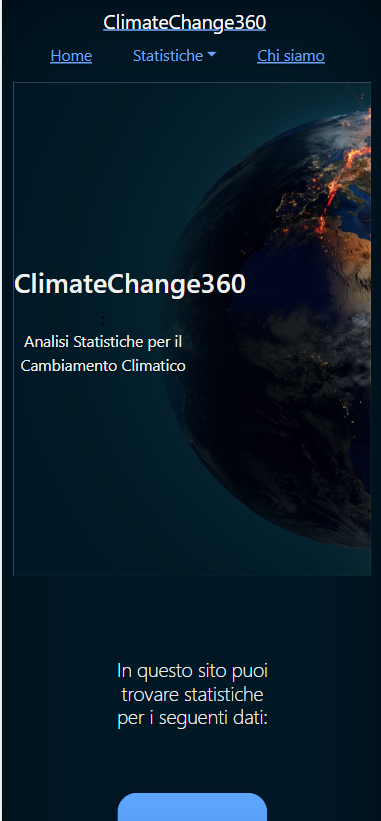 ClimateChange360
Home Statistiche Chi siamo
ClimateChange360
:
Analisi Statistiche per il
Cambiamento Climatico
In questo sito puoi
trovare statistiche
per i seguenti dati: